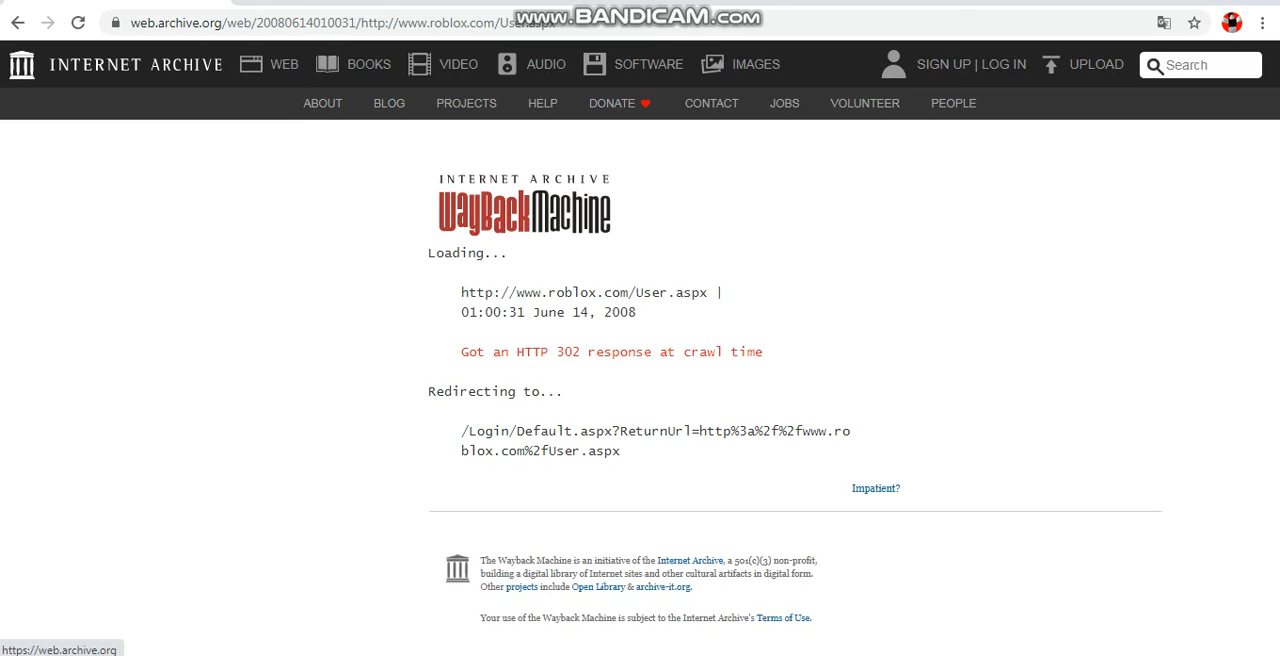 www.BANDICAM.com
web.archive.org/web/20080614010031/http://www.roblox.com/User.aspx
INTERNET ARCHIVE WEB BOOKS VIDEO AUDIO SOFTWARE IMAGES SIGN UP | LOG IN UPLOAD Search
ABOUT BLOG PROJECTS HELP DONATE CONTACT JOBS VOLUNTEER PEOPLE
INTERNET ARCHIVE
WayBackMachine
Loading...
http://www.roblox.com/User.aspx |
01:00:31 June 14, 2008
Got an HTTP 302 response at crawl time
Redirecting to...
/Login/Default.aspx?ReturnUrl=http%3a%2f%2fwww.ro
blox.com%2fUser.aspx
Impatient?
The Wayback Machine is an initiative of the Internet Archive, a 501(c)(3) non-profit,
building a digital library of Internet sites and other cultural artifacts in digital form.
Other projects include Open Library & archive-it.org.
Your use of the Wayback Machine is subject to the Internet Archive's Terms of Use.
https://web.archive.org